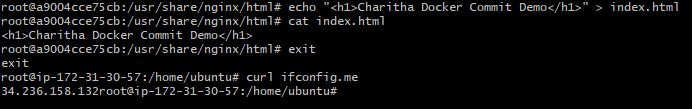 root@a9004cce75cb:/usr/share/nginx/html# echo "<h1>Charitha Docker Commit Demo</h1>" > index.html
root@a9004cce75cb:/usr/share/nginx/html# cat index.html
<h1>Charitha Docker Commit Demo</h1>
root@a9004cce75cb:/usr/share/nginx/html# exit
exit
root@ip-172-31-30-57:/home/ubuntu# curl ifconfig.me
34.236.158.132root@ip-172-31-30-57:/home/ubuntu#